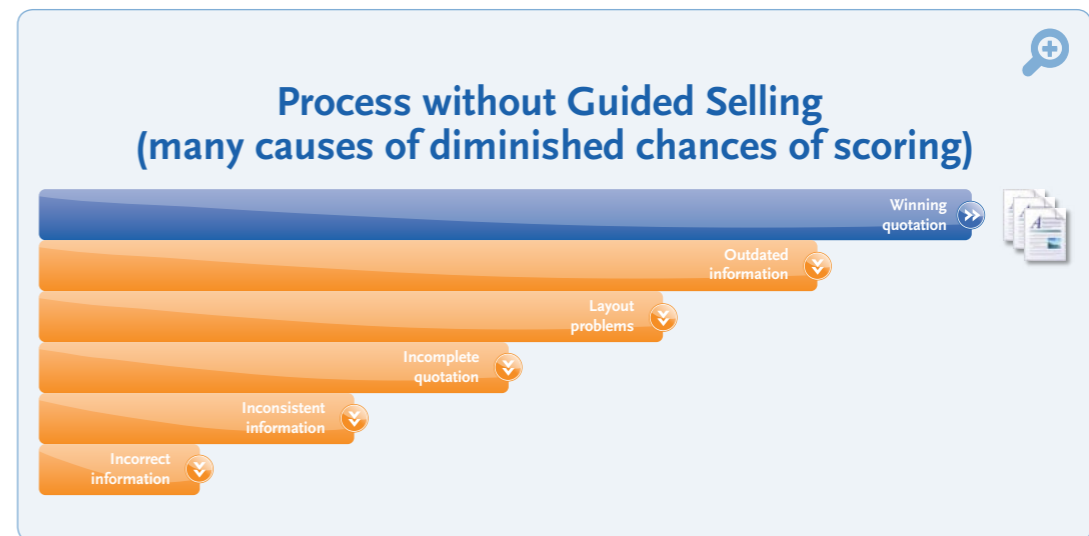 Process without Guided Selling
(many causes of diminished chances of scoring)
Winning
quotation
Outdated
information
Layout
problems
Incomplete
quotation
Inconsistent
information
Incorrect
information